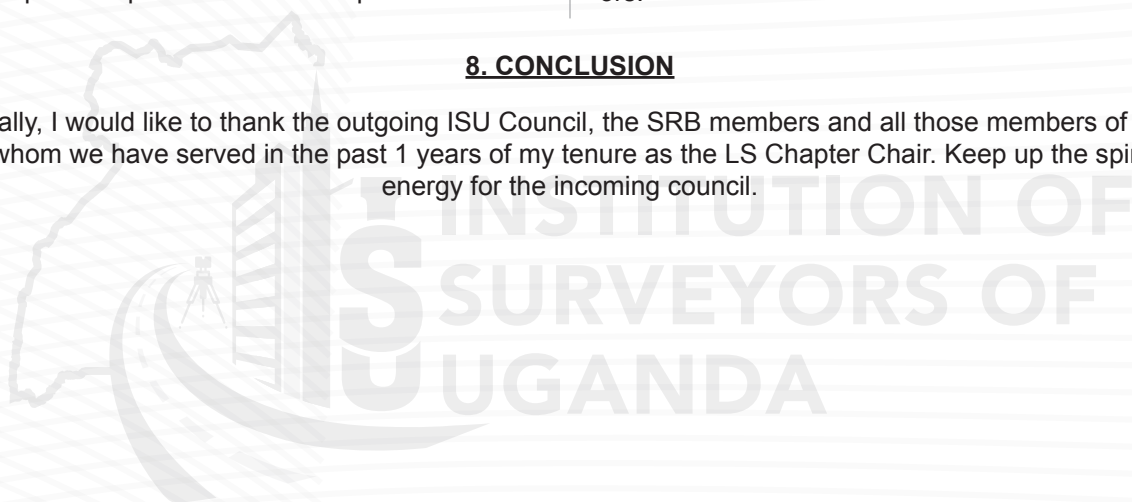 8. CONCLUSION
ally, I would like to thank the outgoing ISU Council, the SRB members and all those members of
whom we have served in the past 1 years of my tenure as the LS Chapter Chair. Keep up the spi
energy for the incoming council.
ISU
INSTITUTION OF
SURVEYORS OF
UGANDA